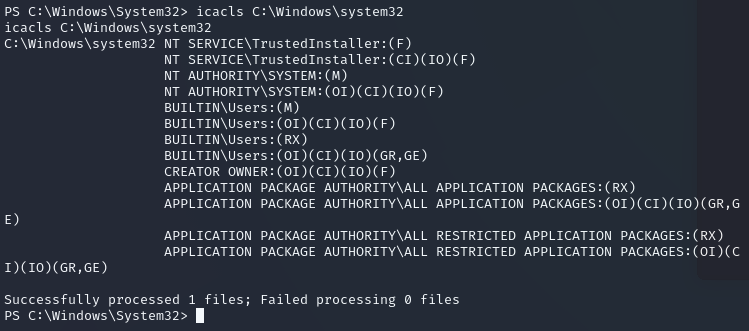 PS C:\Windows\System32> icacls C:\Windows\system32
icacls C:\Windows\system32
C:\Windows\system32 NT SERVICE\TrustedInstaller:(F)
                    NT SERVICE\TrustedInstaller:(CI)(IO)(F)
                    NT AUTHORITY\SYSTEM:(M)
                    NT AUTHORITY\SYSTEM:(OI)(CI)(IO)(F)
                    BUILTIN\Users:(M)
                    BUILTIN\Users:(OI)(CI)(IO)(F)
                    BUILTIN\Users:(RX)
                    BUILTIN\Users:(OI)(CI)(IO)(GR,GE)
                    CREATOR OWNER:(OI)(CI)(IO)(F)
                    APPLICATION PACKAGE AUTHORITY\ALL APPLICATION PACKAGES:(RX)
                    APPLICATION PACKAGE AUTHORITY\ALL APPLICATION PACKAGES:(OI)(CI)(IO)(GR,G
E)
                    APPLICATION PACKAGE AUTHORITY\ALL RESTRICTED APPLICATION PACKAGES:(RX)
                    APPLICATION PACKAGE AUTHORITY\ALL RESTRICTED APPLICATION PACKAGES:(OI)(C
I)(IO)(GR,GE)

Successfully processed 1 files; Failed processing 0 files
PS C:\Windows\System32>